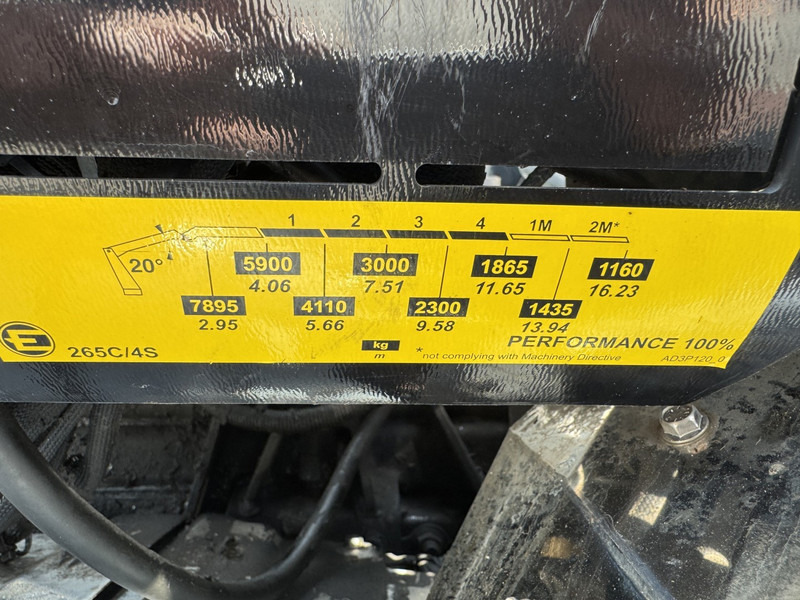 1 2 3 4 1M 2M*
20° 5900 3000 1865 1160
4.06 7.51 11.65 16.23
7895 4110 2300 1435
2.95 5.66 9.58 13.94
E 265C/4S kg PERFORMANCE 100%
m *not complying with Machinery Directive AD3P120_0